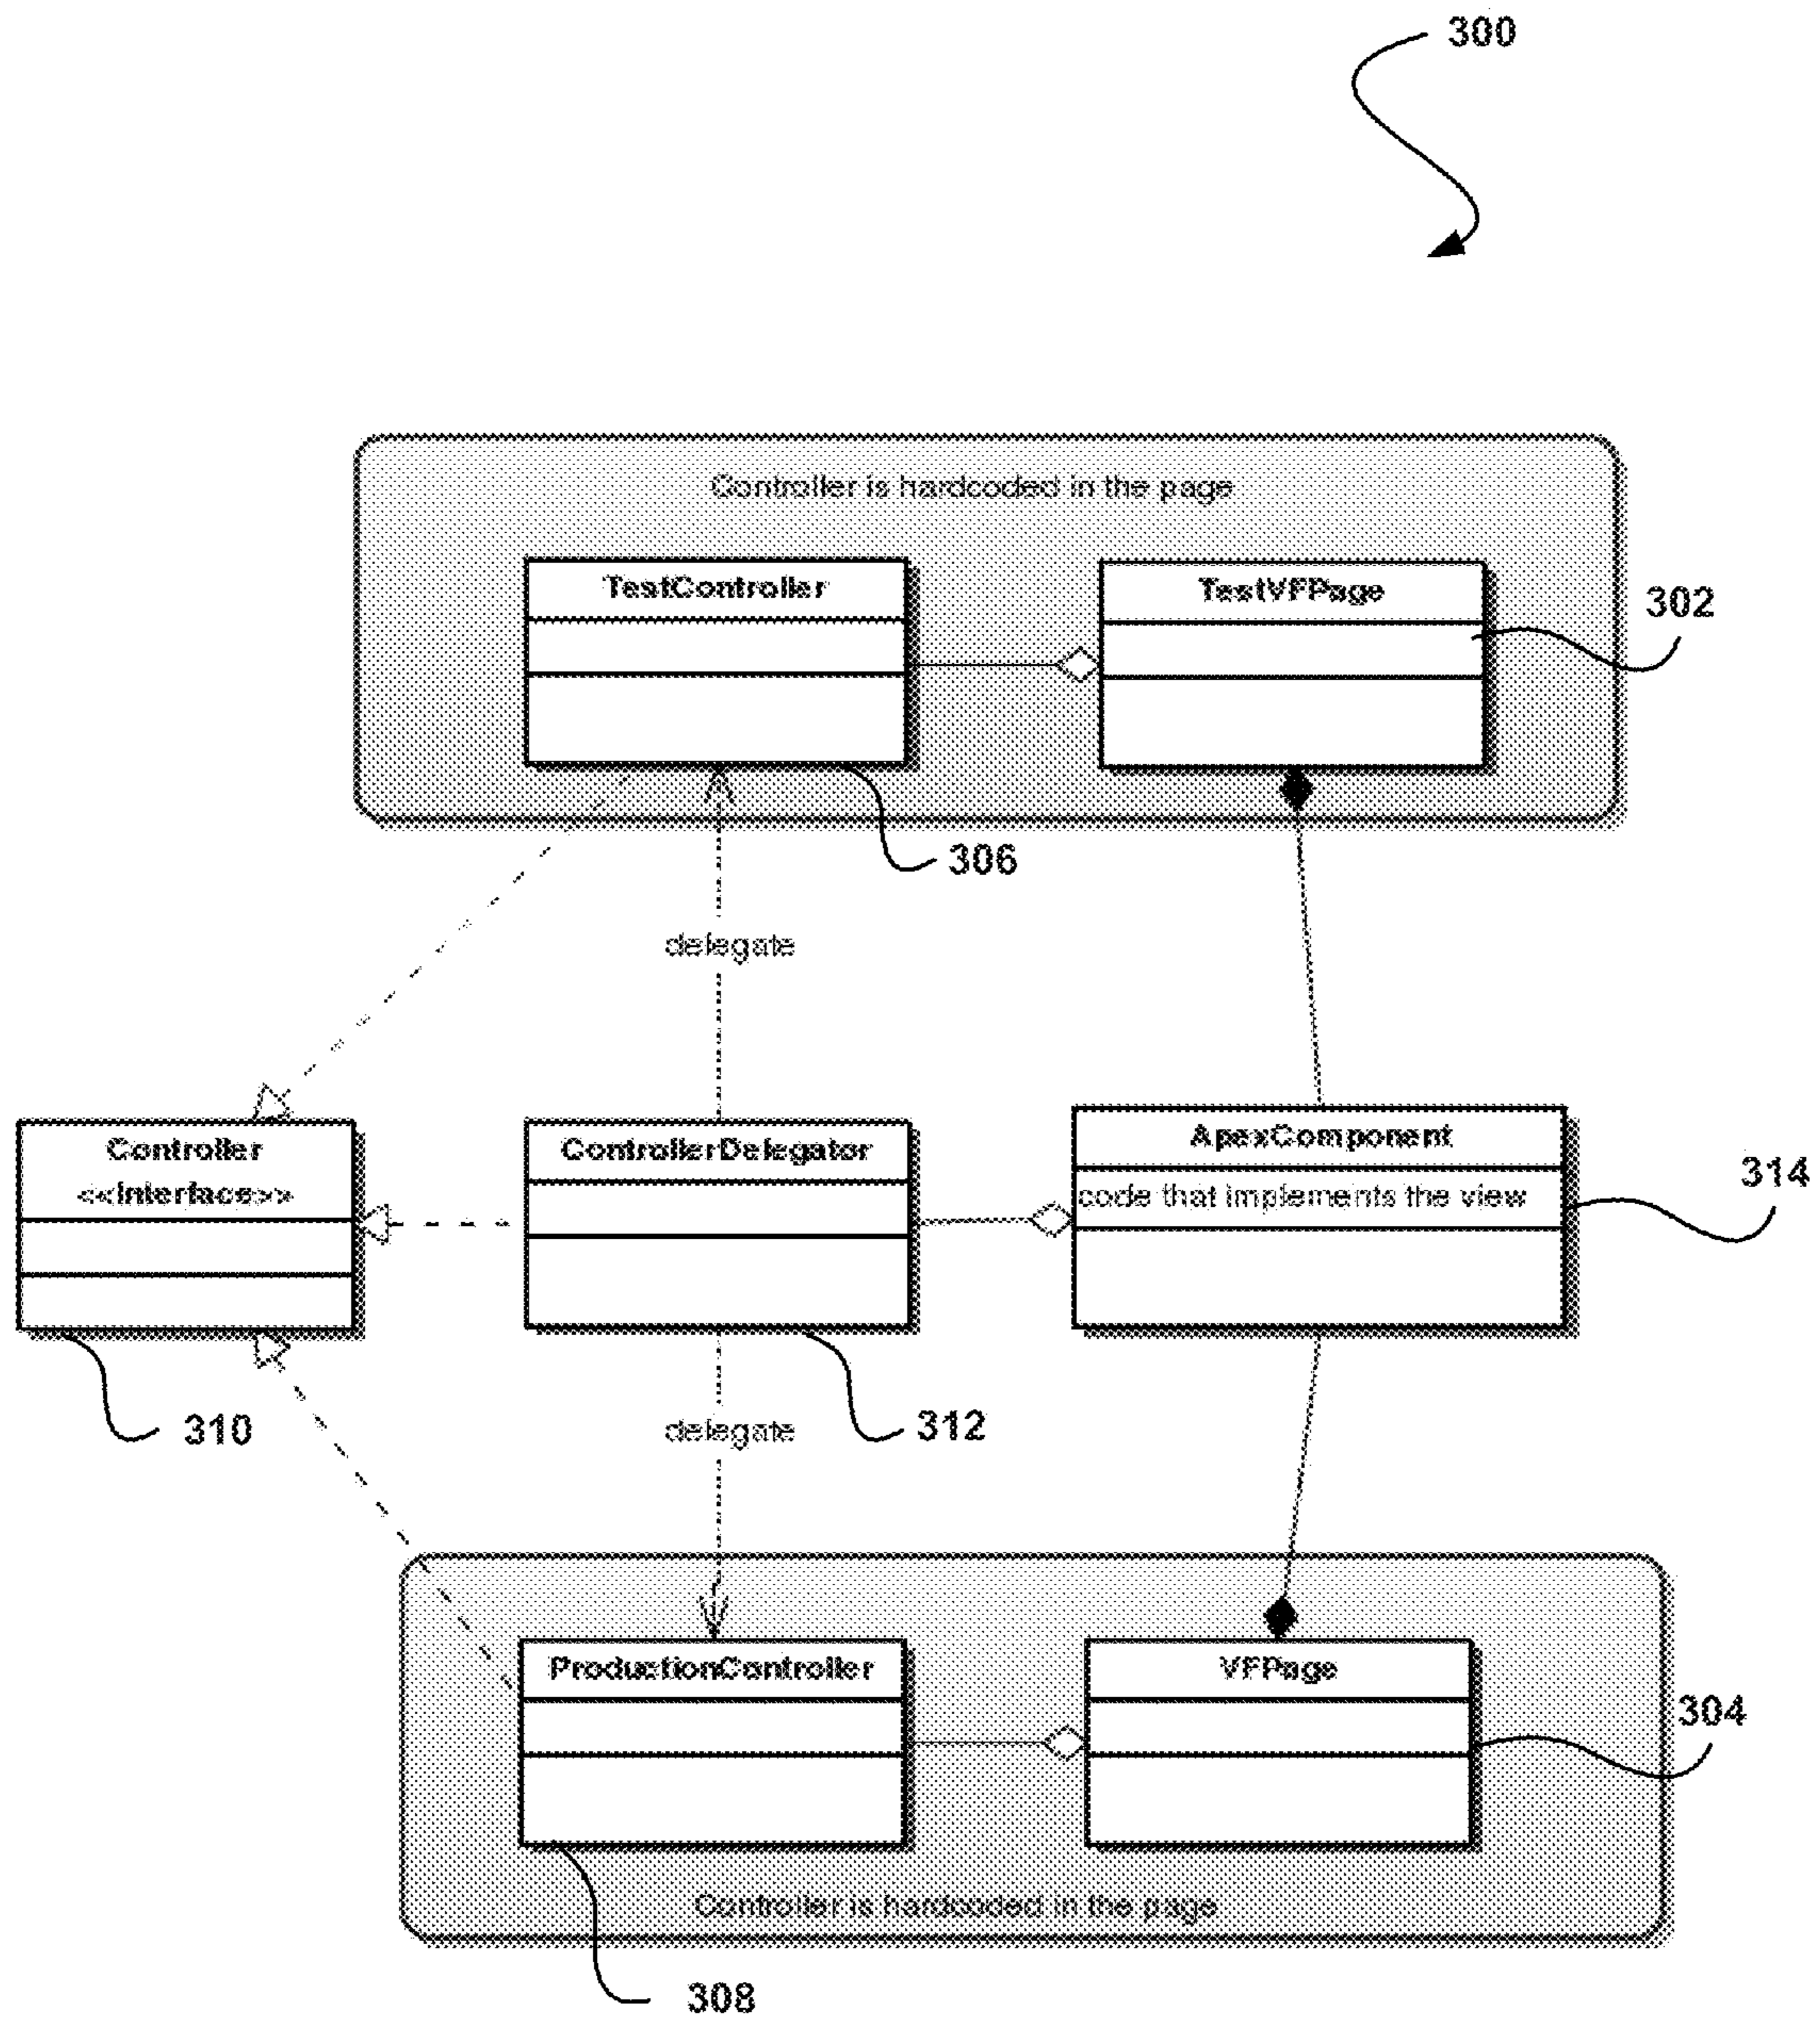 300
Controller is hardcoded in the page
TestController
TestVFPage
302
306
delegate
Controller
<<Interface>>
ControllerDelegator
ApexComponent
code that implements the view
314
310
delegate
312
ProductionController
VFPage
304
Controller is hardcoded in the page
308